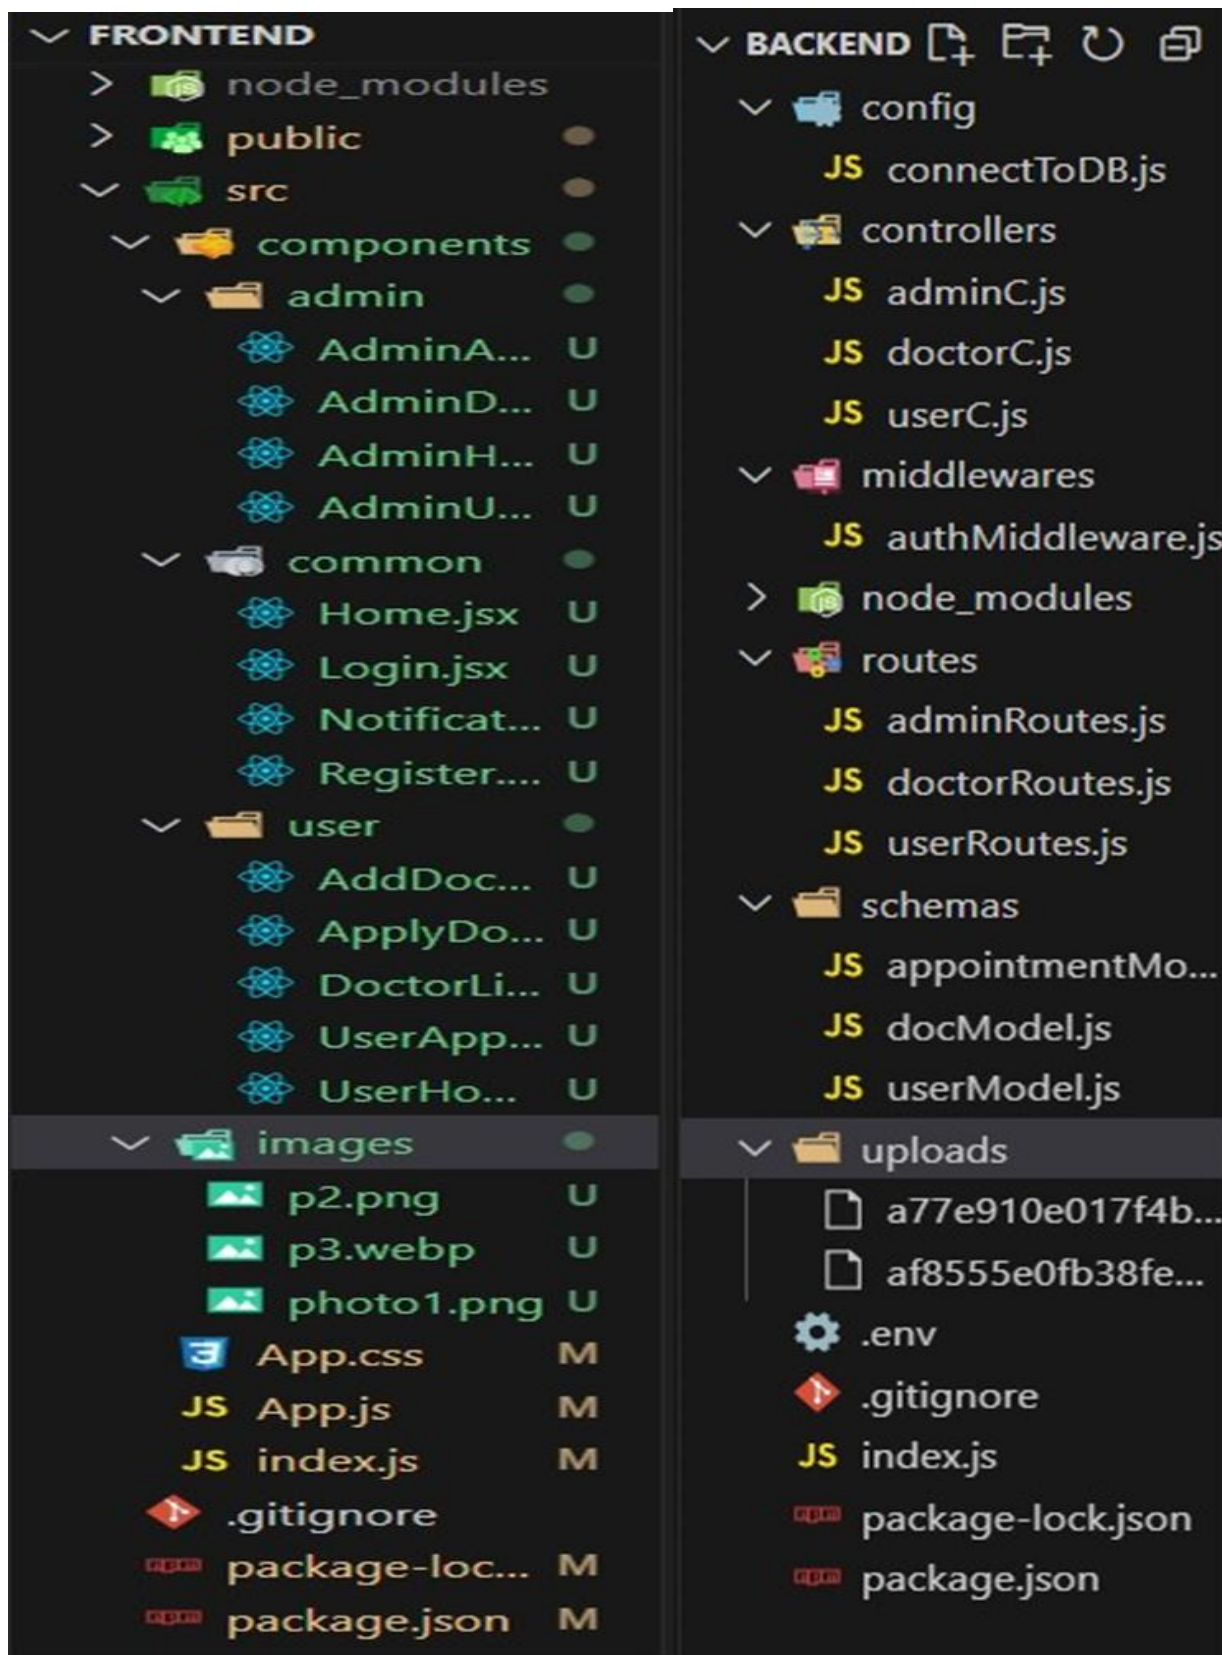 FRONTEND
node_modules
public
src
components
admin
AdminA... U
AdminD... U
AdminH... U
AdminU... U
common
Home.jsx U
Login.jsx U
Notificat... U
Register.... U
user
AddDoc... U
ApplyDo... U
DoctorLi... U
UserApp... U
UserHo... U
images
p2.png U
p3.webp U
photo1.png U
App.css M
JS App.js M
JS index.js M
.gitignore
package-loc... M
package.json M
BACKEND
config
JS connectToDB.js
controllers
JS adminC.js
JS doctorC.js
JS userC.js
middlewares
JS authMiddleware.js
node_modules
routes
JS adminRoutes.js
JS doctorRoutes.js
JS userRoutes.js
schemas
JS appointmentMo...
JS docModel.js
JS userModel.js
uploads
a77e910e017f4b...
af8555e0fb38fe...
.env
.gitignore
JS index.js
package-lock.json
package.json